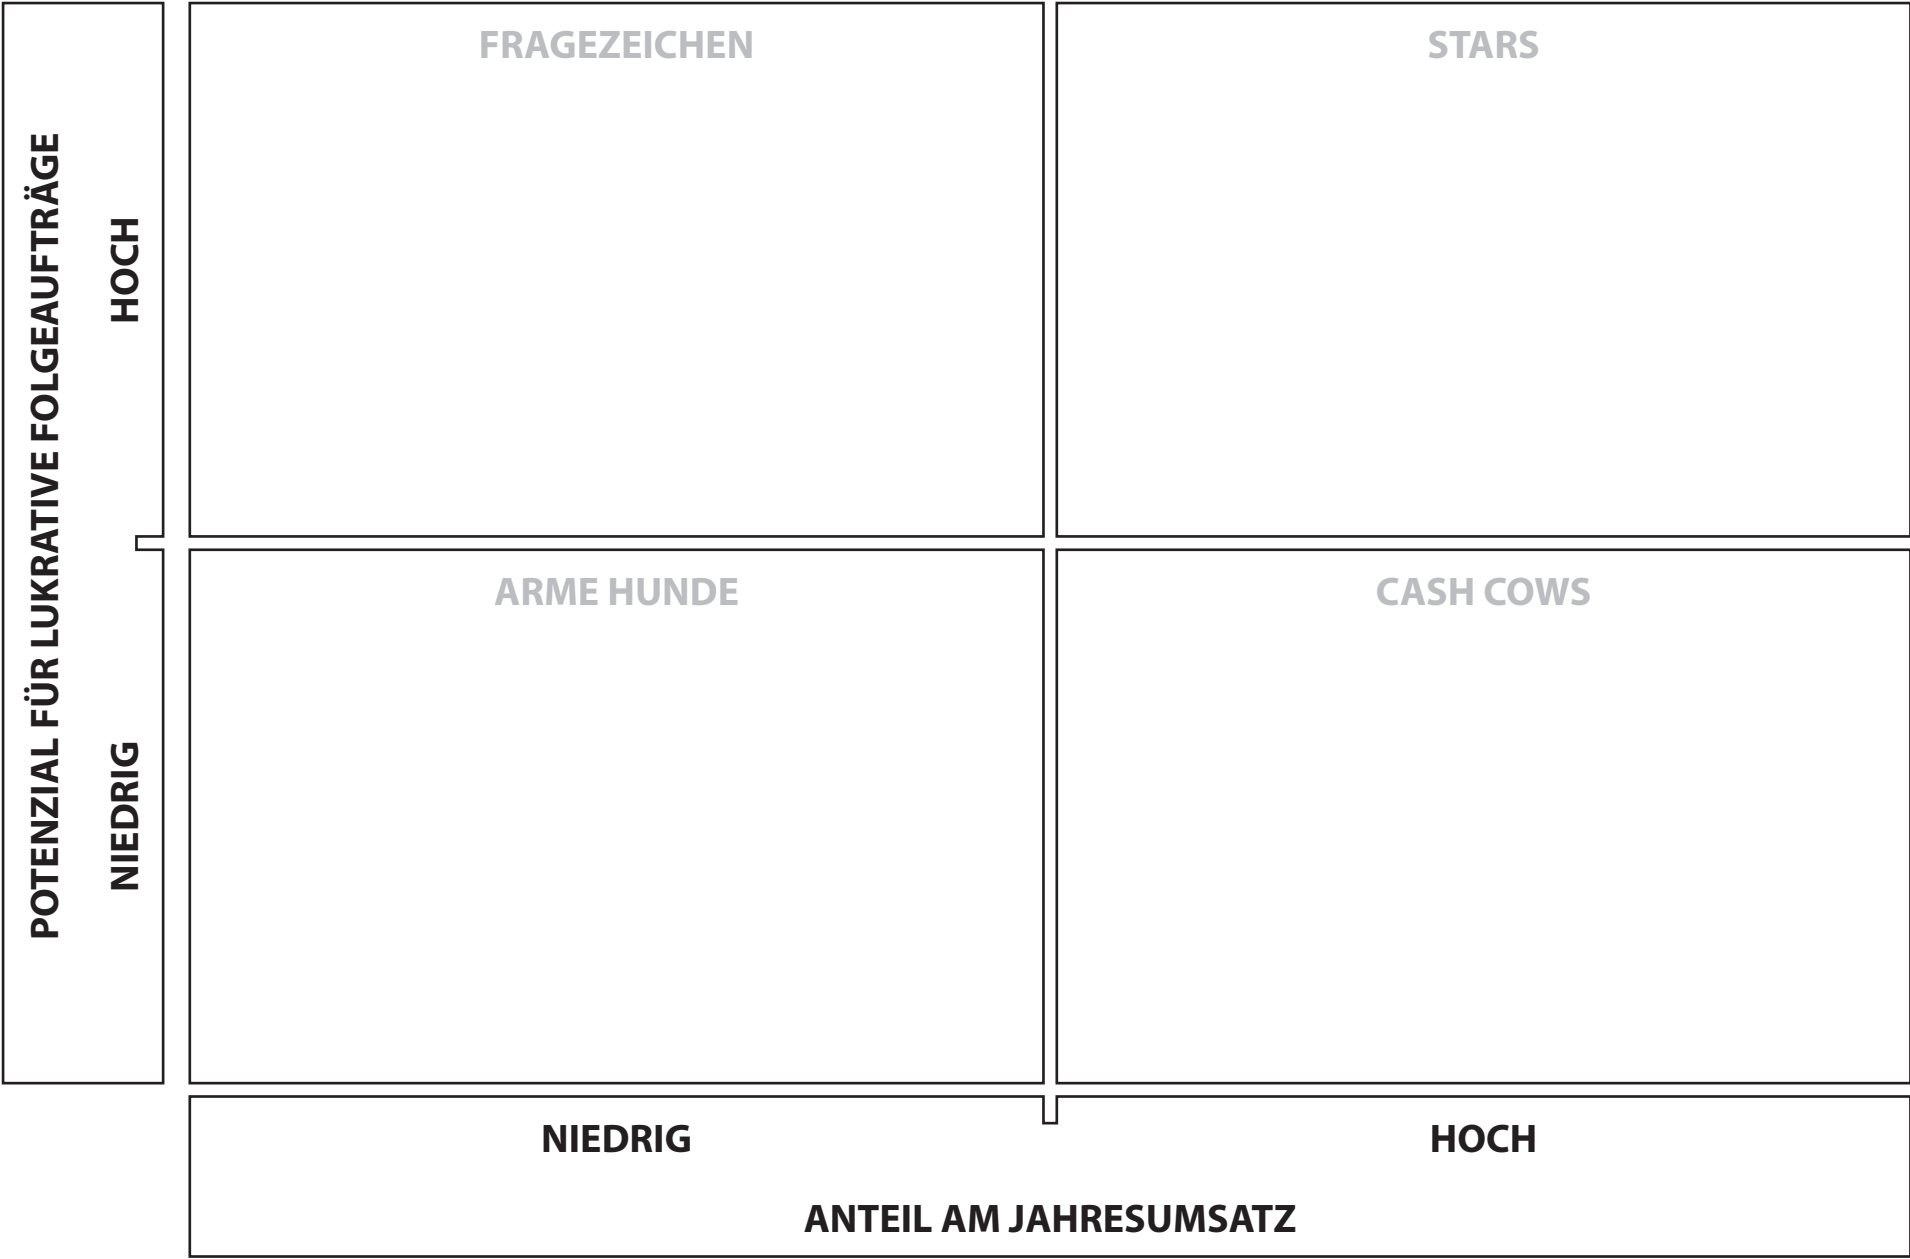 POTENZIAL FÜR LUKRATIVE FOLGEAUFTRÄGE
HOCH
NIEDRIG
FRAGEZEICHEN
STARS
ARME HUNDE
CASH COWS
NIEDRIG
HOCH
ANTEIL AM JAHRESUMSATZ